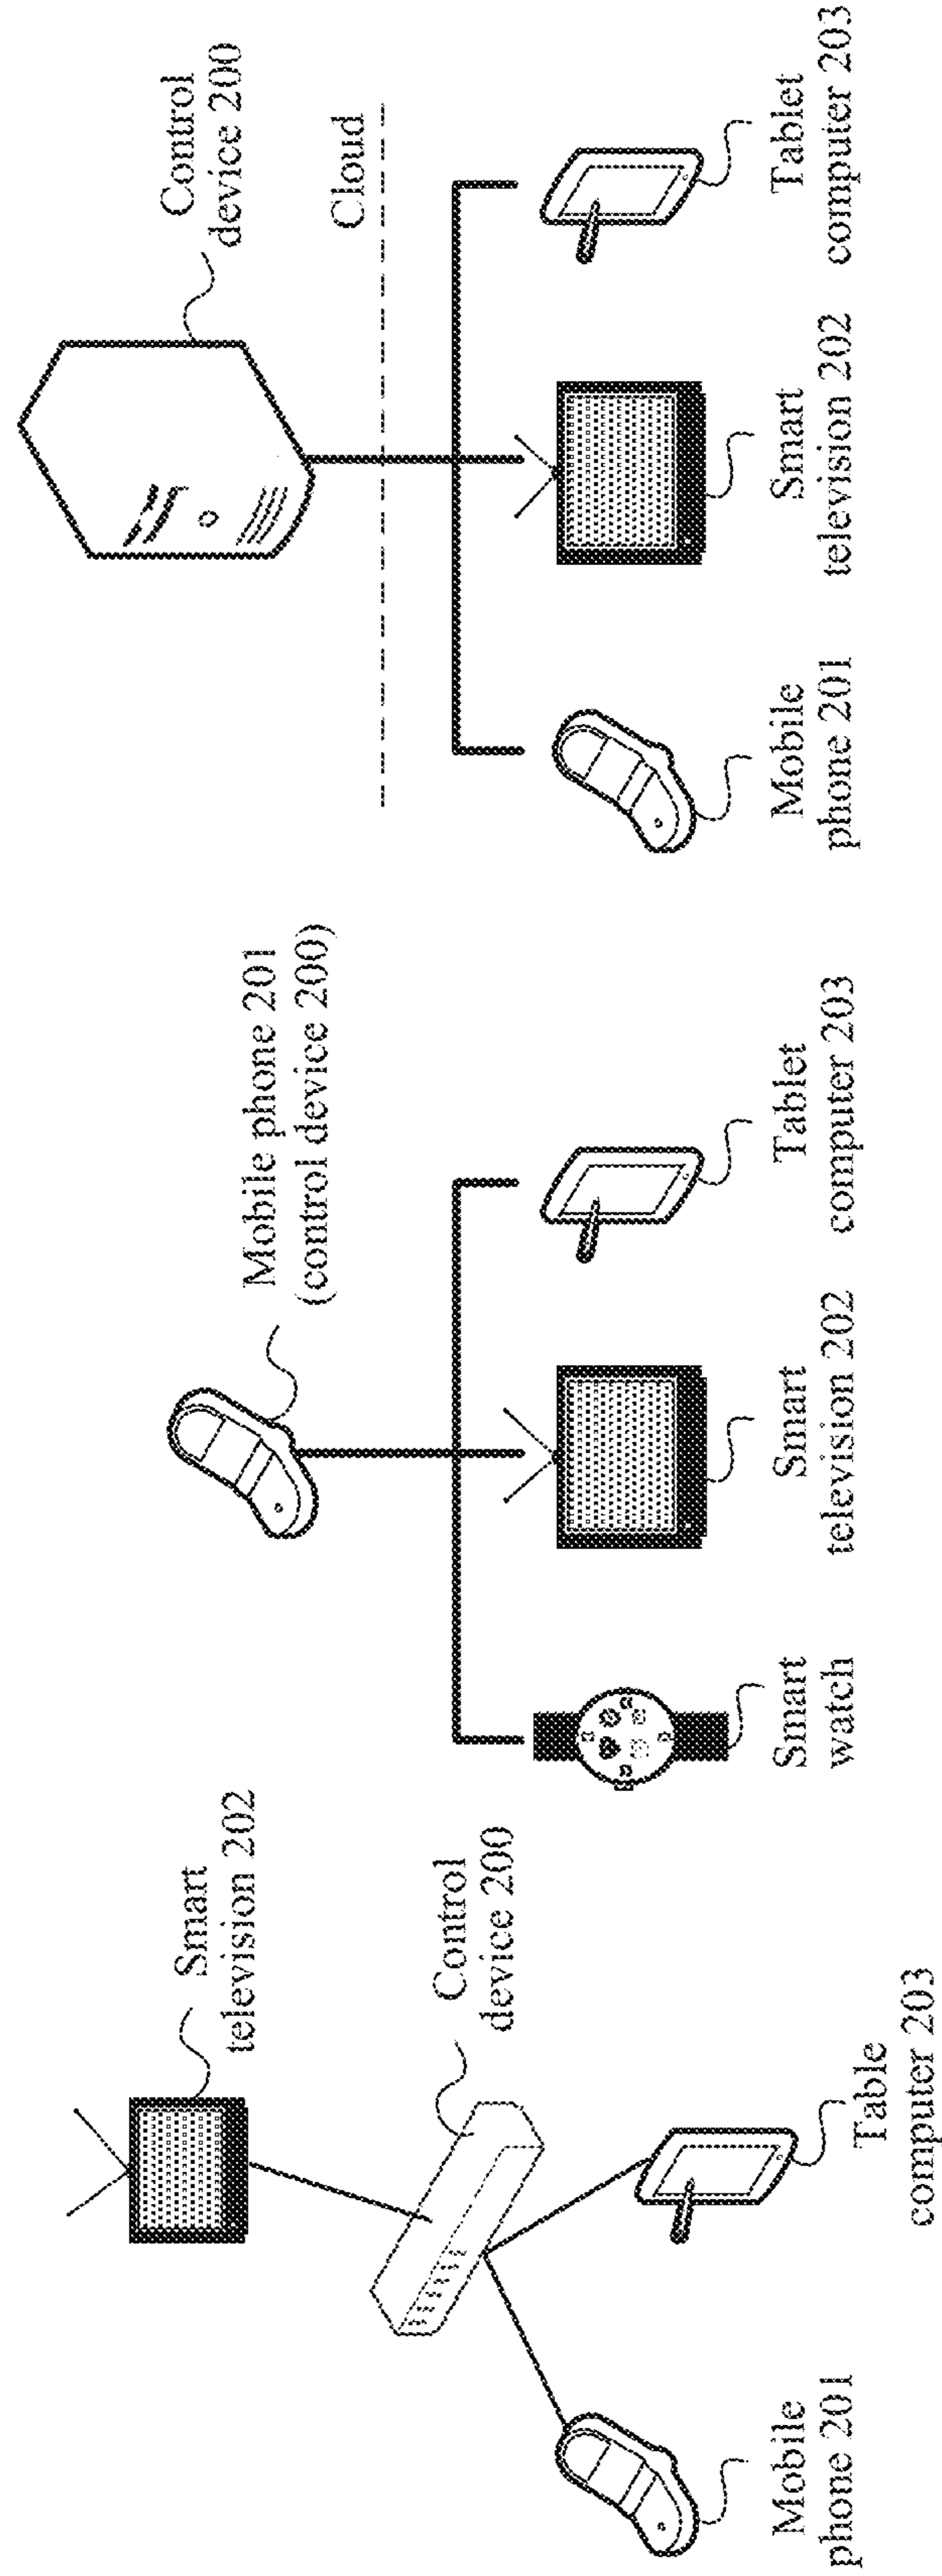 Smart
television 202
Control
device 200
Mobile
phone 201
Table
computer 203
Mobile phone 201
(control device 200)
Smart
watch
Smart
television 202
Tablet
computer 203
Control
device 200
Cloud
Mobile
phone 201
Smart
television 202
Tablet
computer 203